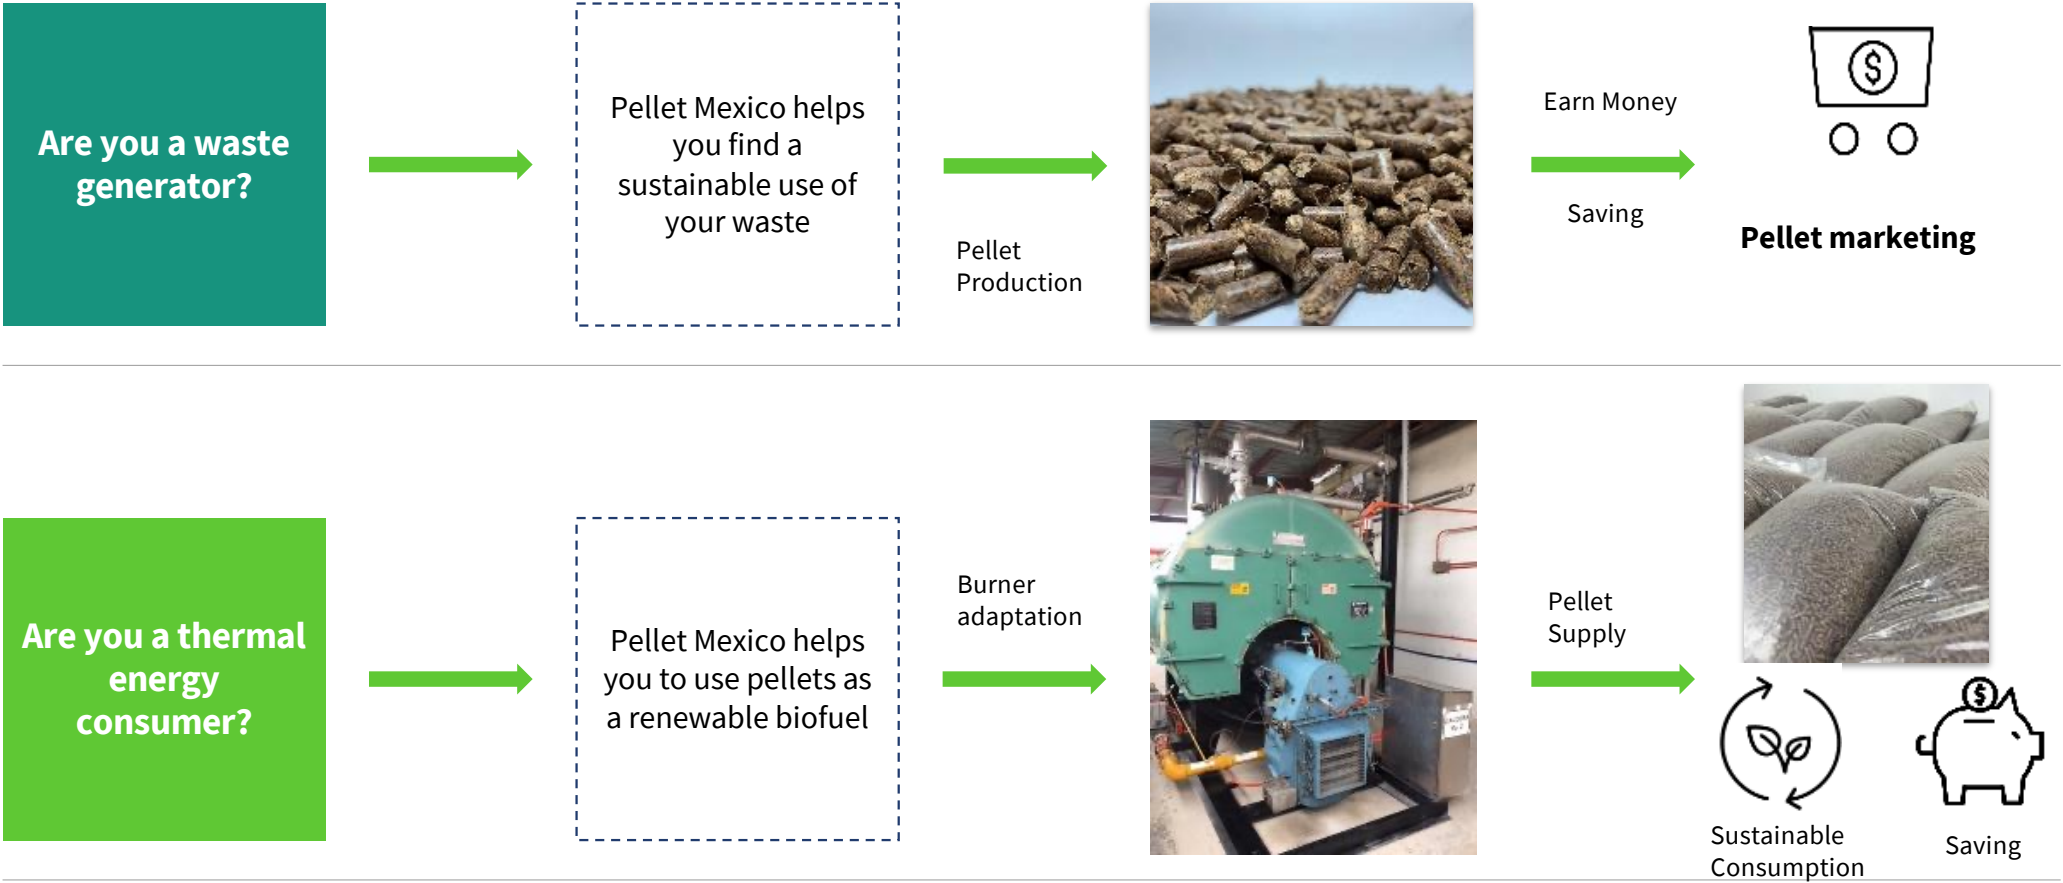 Are you a waste
generator?
Pellet Mexico helps
you find a
sustainable use of
your waste
Pellet
Production
Earn Money
Saving
$
Pellet marketing
Are you a thermal
energy
consumer?
Pellet Mexico helps
you to use pellets as
a renewable biofuel
Burner
adaptation
Pellet
Supply
$
Sustainable
Consumption
Saving